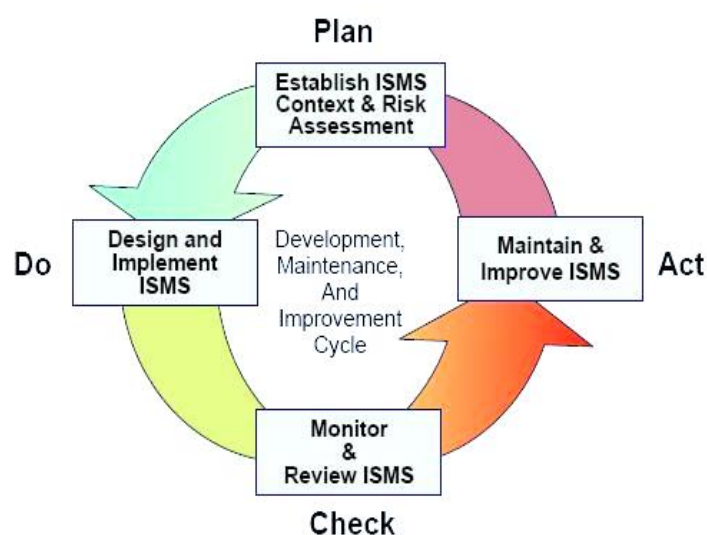 Plan
Establish ISMS
Context & Risk
Assessment
Do
Design and
Implement
ISMS
Development,
Maintenance,
And
Improvement
Cycle
Maintain &
Improve ISMS
Act
Monitor
&
Review ISMS
Check